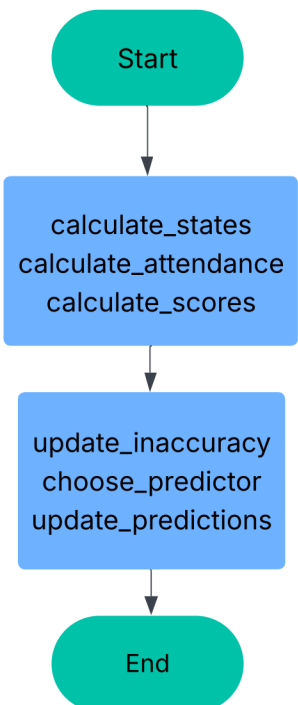 Start
calculate_states
calculate_attendance
calculate_scores
update_inaccuracy
choose_predictor
update_predictions
End